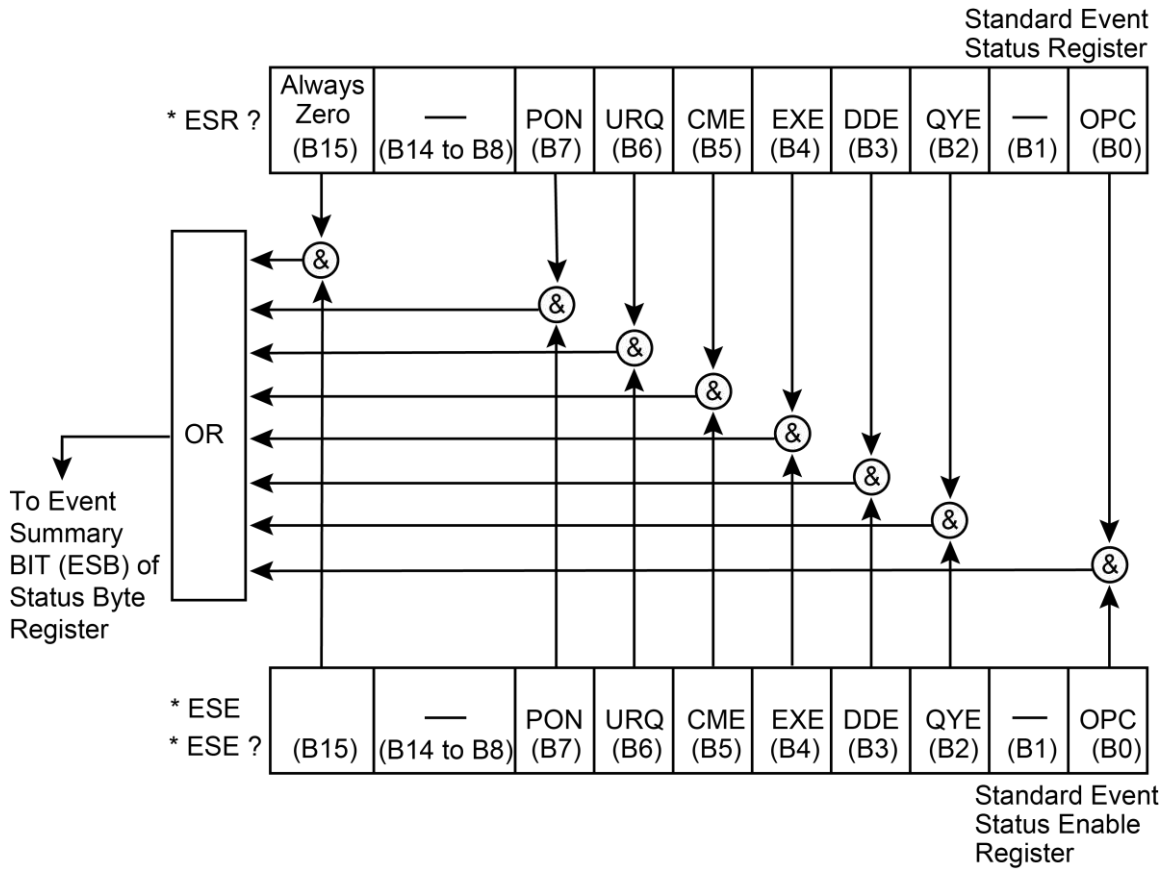 Standard Event
Status Register
* ESR ?
Always
Zero
(B15)
—
(B14 to B8)
PON
(B7)
URQ
(B6)
CME
(B5)
EXE
(B4)
DDE
(B3)
QYE
(B2)
—
(B1)
OPC
(B0)
&
&
&
&
&
&
&
&
OR
To Event
Summary
BIT (ESB) of
Status Byte
Register
* ESE
* ESE ?
(B15)
—
(B14 to B8)
PON
(B7)
URQ
(B6)
CME
(B5)
EXE
(B4)
DDE
(B3)
QYE
(B2)
—
(B1)
OPC
(B0)
Standard Event
Status Enable
Register